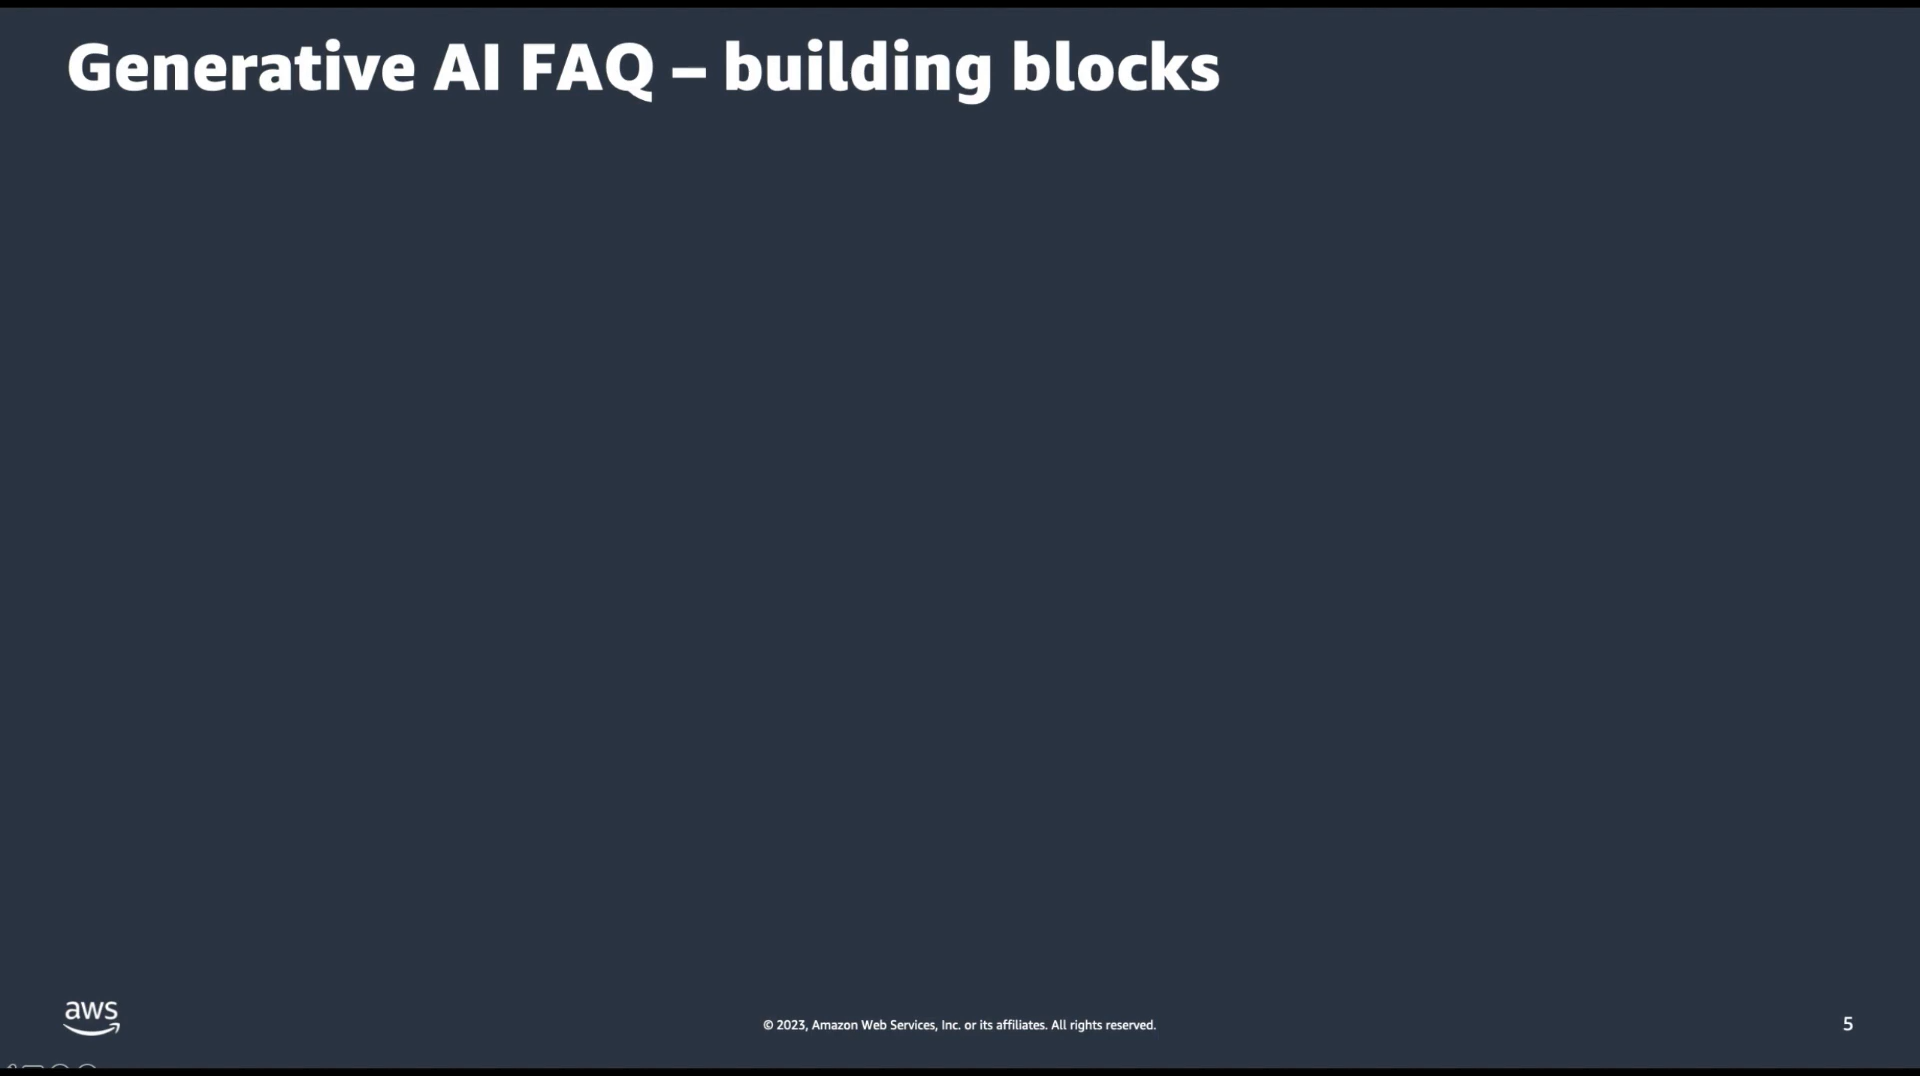 Generative AI FAQ – building blocks
aws
© 2023, Amazon Web Services, Inc. or its affiliates. All rights reserved.
5